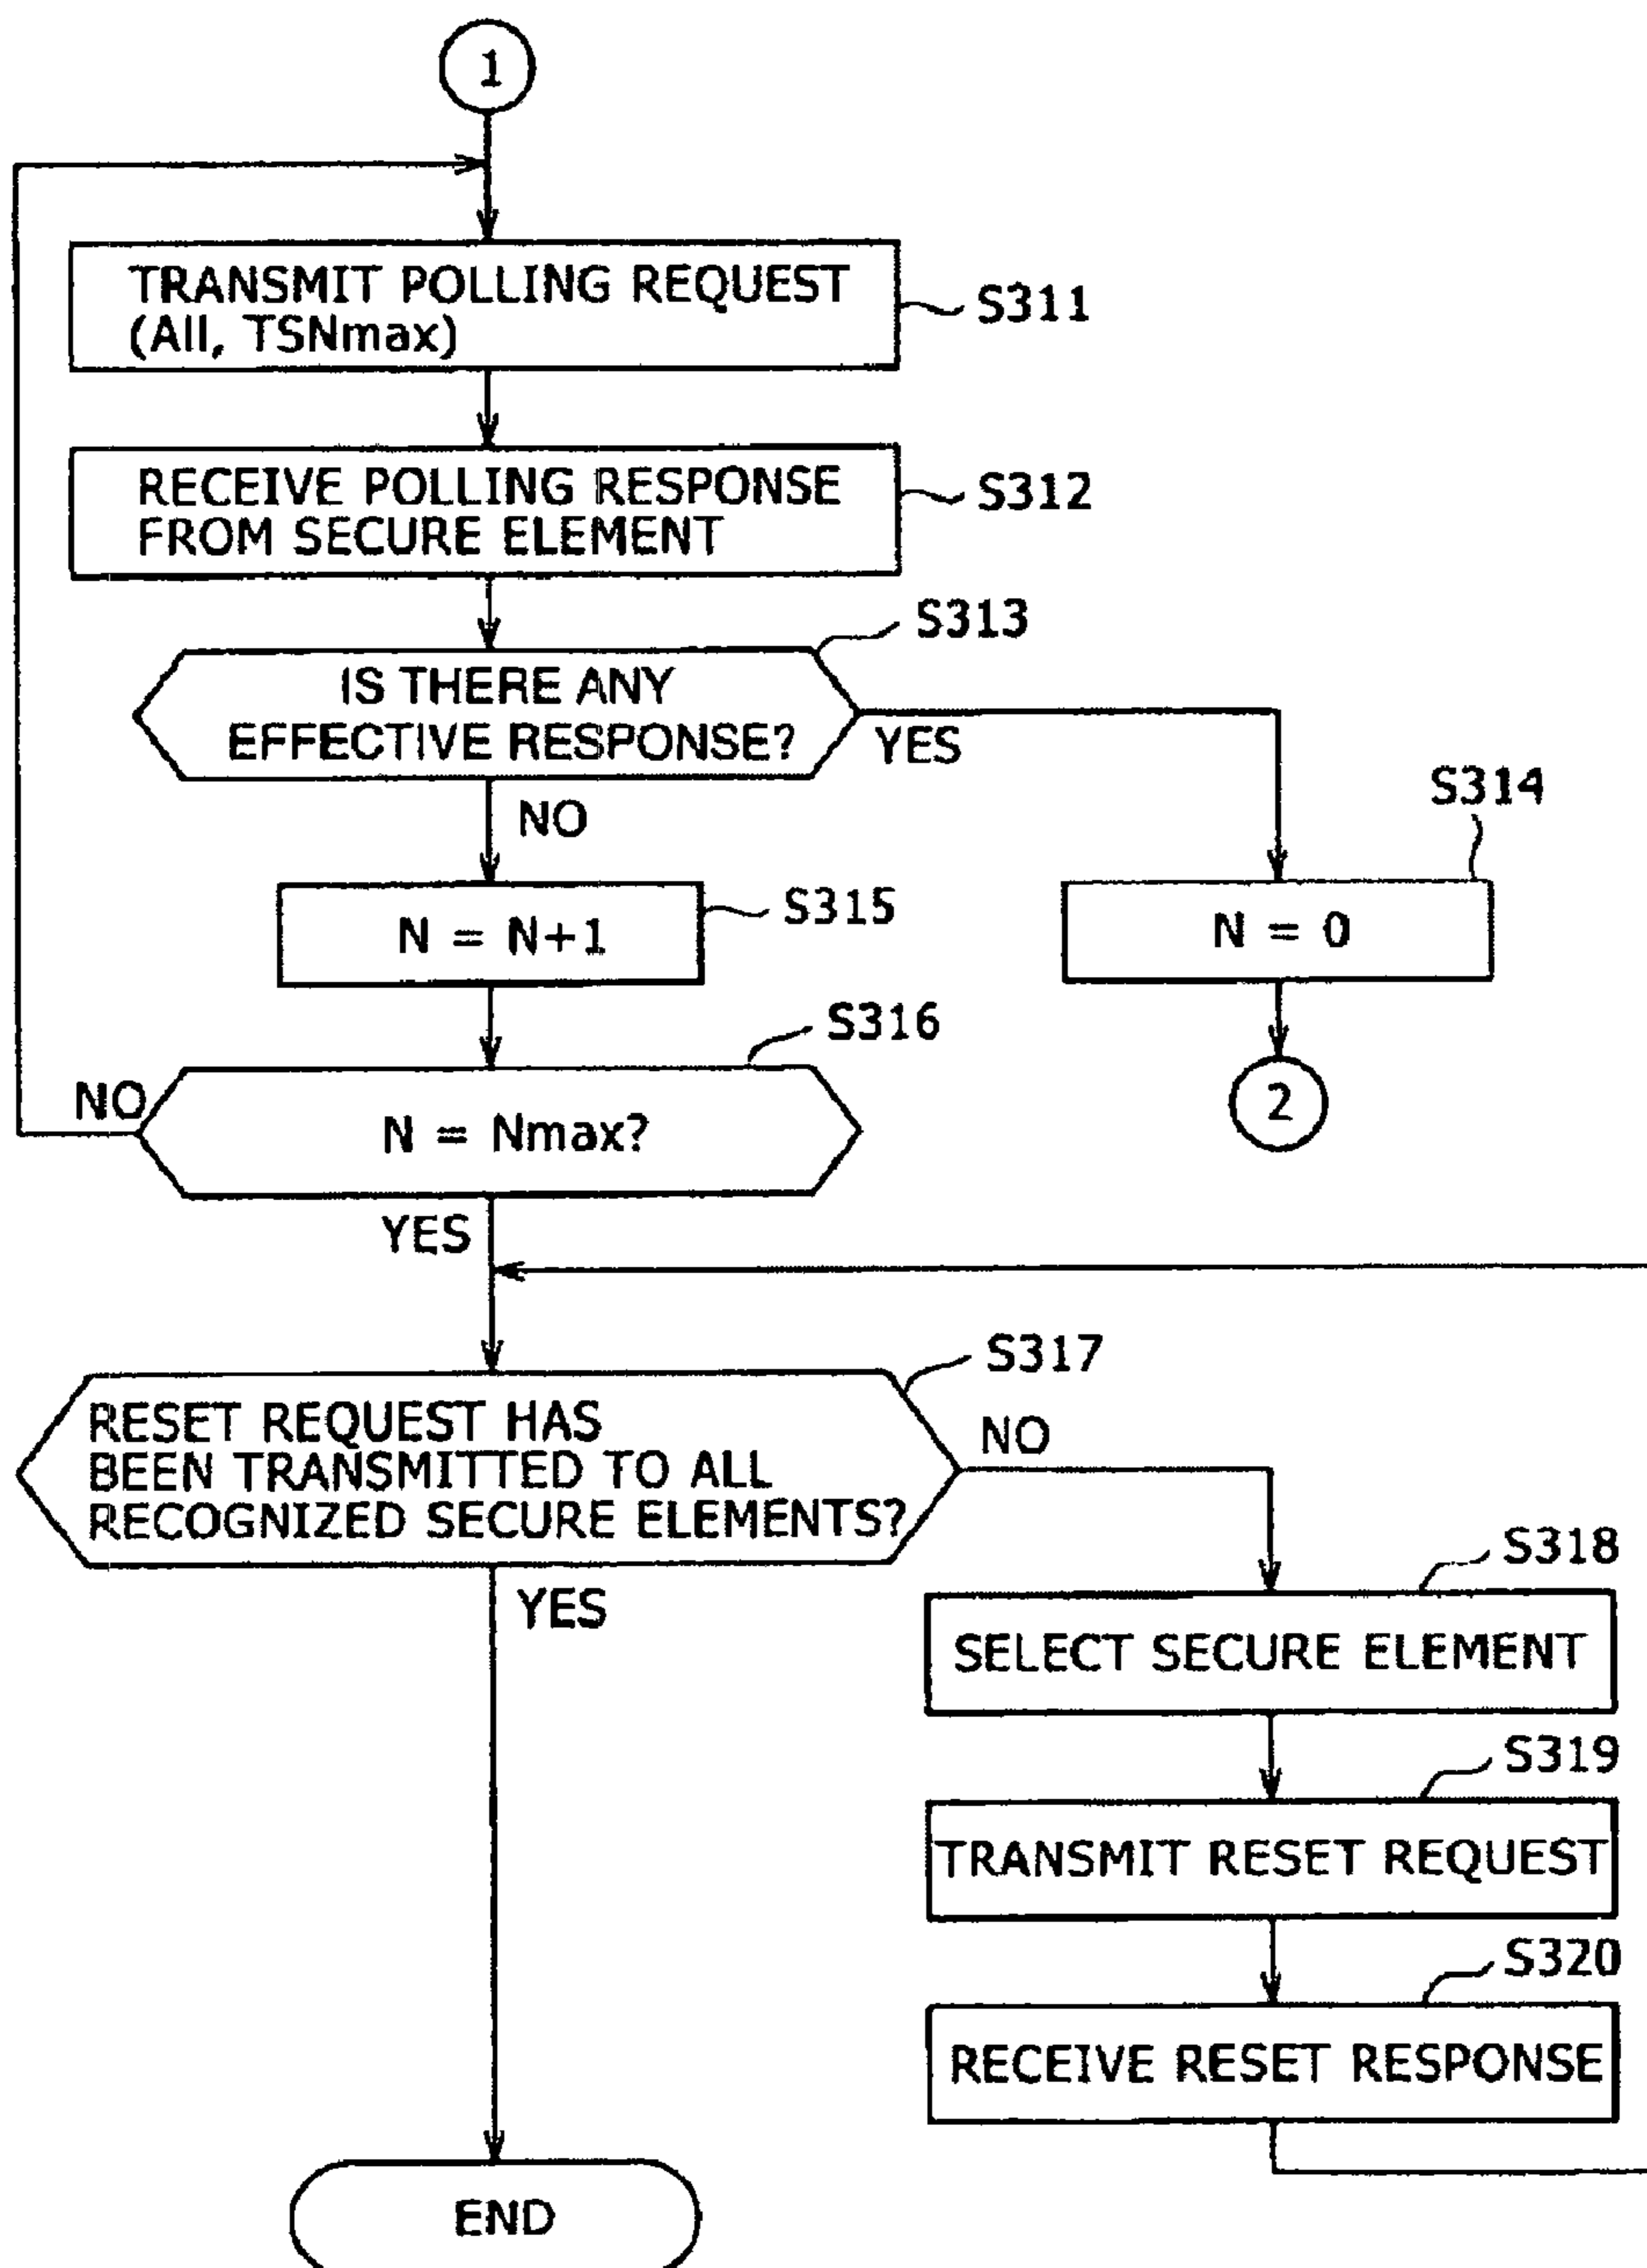 1
TRANSMIT POLLING REQUEST
(All, TSNmax)
S311
RECEIVE POLLING RESPONSE
FROM SECURE ELEMENT
S312
S313
IS THERE ANY
EFFECTIVE RESPONSE?
YES
NO
S314
N = 0
2
S315
N = N+1
S316
NO
N = Nmax?
YES
S317
RESET REQUEST HAS
BEEN TRANSMITTED TO ALL
RECOGNIZED SECURE ELEMENTS?
NO
YES
S318
SELECT SECURE ELEMENT
S319
TRANSMIT RESET REQUEST
S320
RECEIVE RESET RESPONSE
END